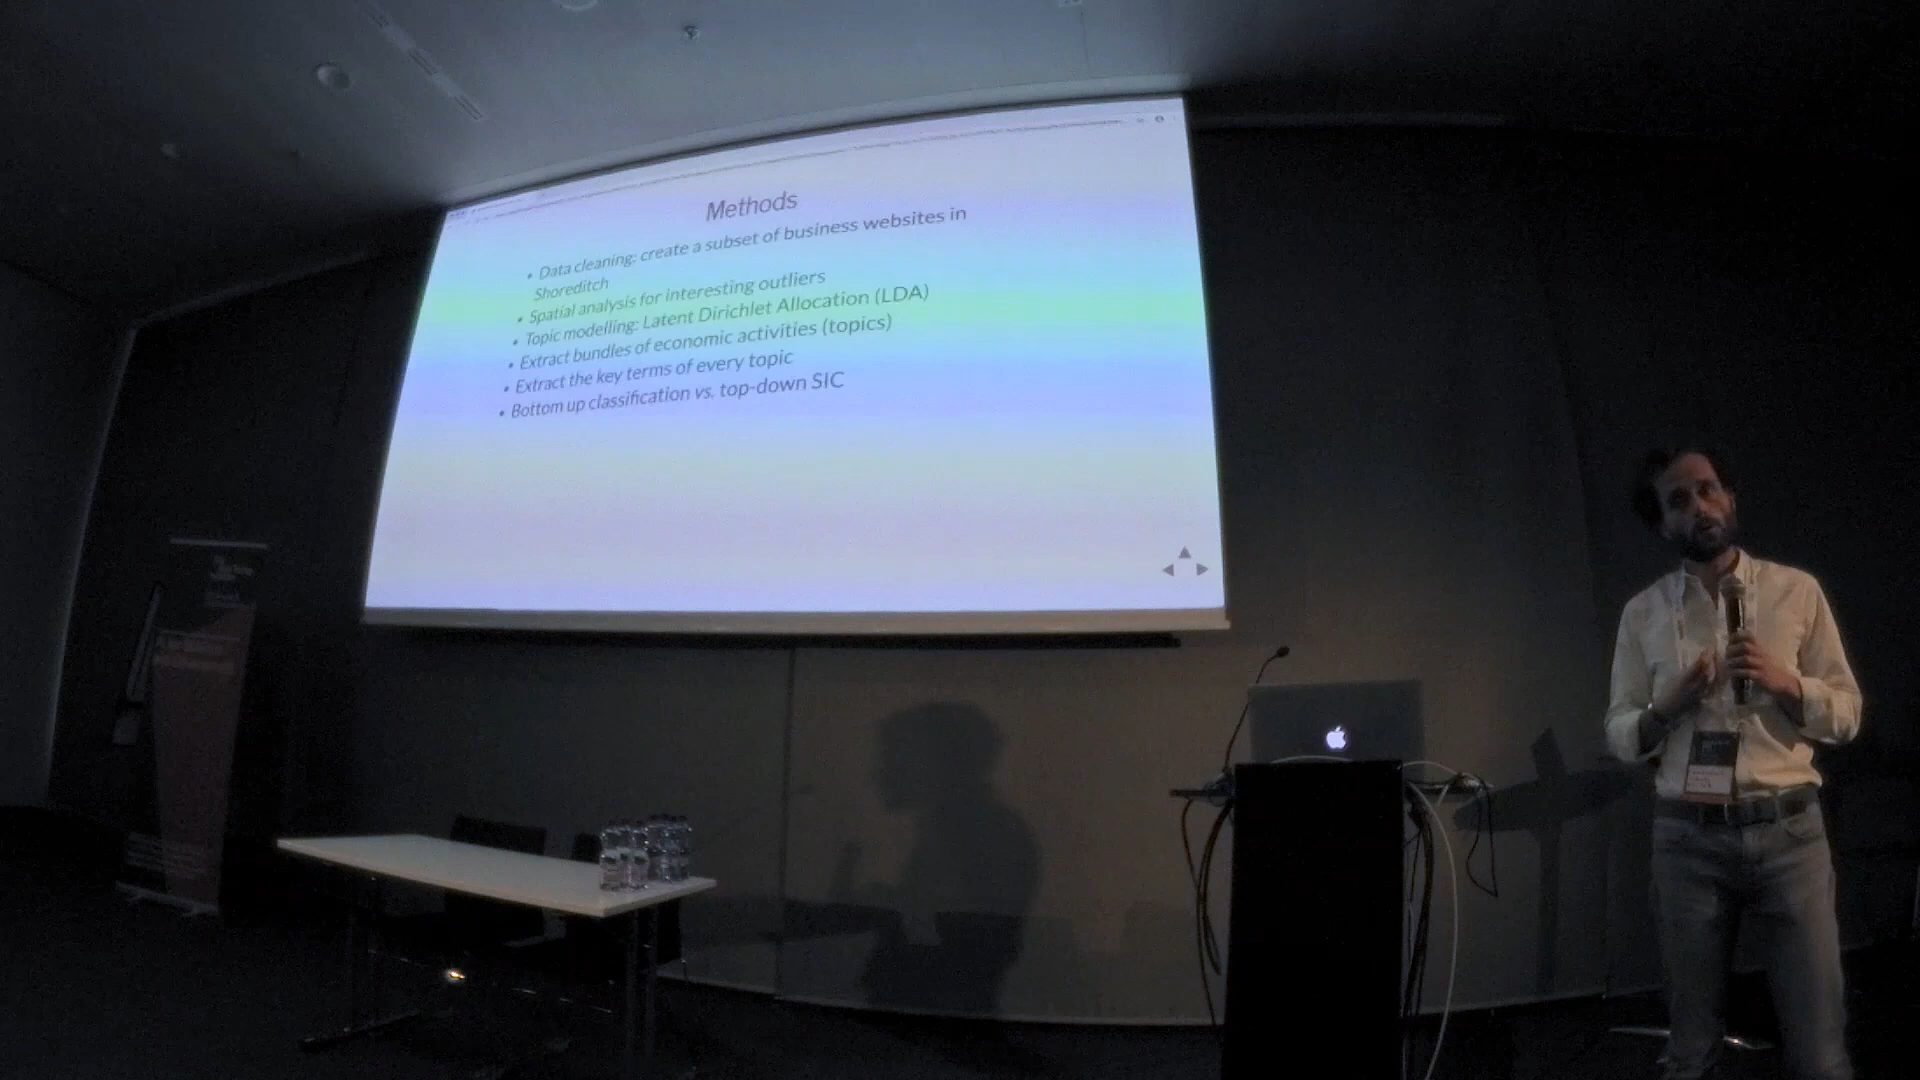 Methods
• Data cleaning: create a subset of business websites in
Shoreditch
• Spatial analysis for interesting outliers
• Topic modelling: Latent Dirichlet Allocation (LDA)
• Extract bundles of economic activities (topics)
• Extract the key terms of every topic
• Bottom up classification vs. top-down SIC